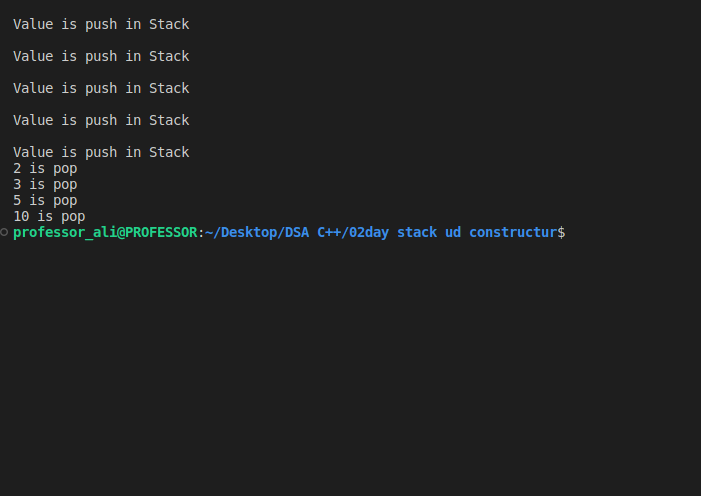 Value is push in Stack
Value is push in Stack
Value is push in Stack
Value is push in Stack
Value is push in Stack
2 is pop
3 is pop
5 is pop
10 is pop
professor_ali@PROFESSOR:~/Desktop/DSA C++/02day stack ud constructur$